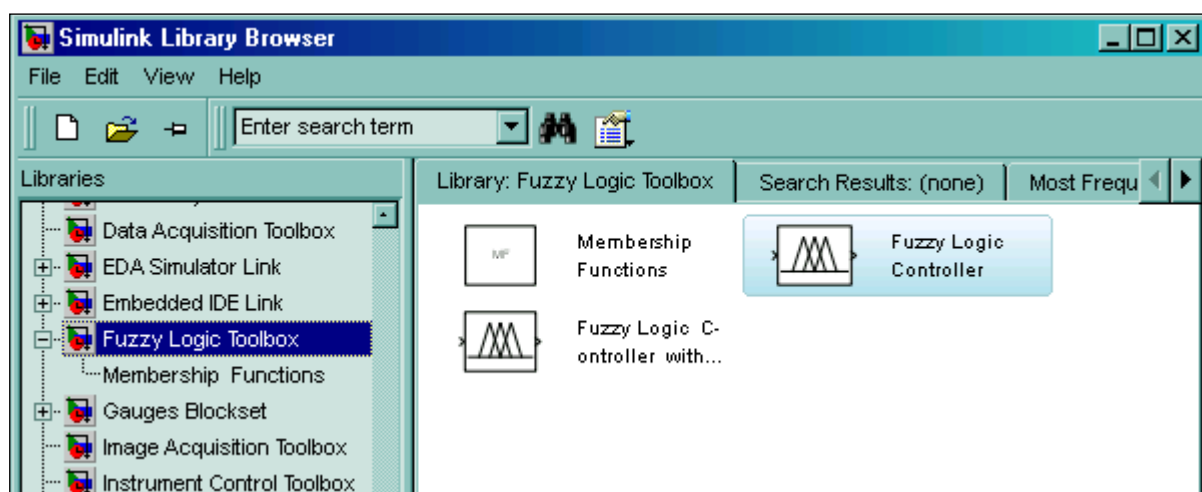 Simulink Library Browser
File Edit View Help
Enter search term
Libraries
Data Acquisition Toolbox
EDA Simulator Link
Embedded IDE Link
Fuzzy Logic Toolbox
Membership Functions
Gauges Blockset
Image Acquisition Toolbox
Instrument Control Toolbox
Library: Fuzzy Logic Toolbox
Search Results: (none)
Most Frequ
MF
Membership
Functions
Fuzzy Logic
Controller
Fuzzy Logic C-
ontroller with...